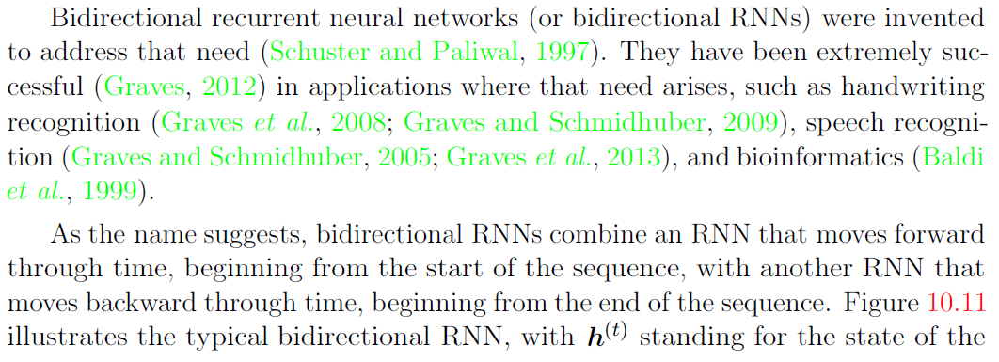 Bidirectional recurrent neural networks (or bidirectional RNNs) were invented
to address that need (Schuster and Paliwal, 1997). They have been extremely suc-
cessful (Graves, 2012) in applications where that need arises, such as handwriting
recognition (Graves et al., 2008; Graves and Schmidhuber, 2009), speech recogni-
tion (Graves and Schmidhuber, 2005; Graves et al., 2013), and bioinformatics (Baldi
et al., 1999).
As the name suggests, bidirectional RNNs combine an RNN that moves forward
through time, beginning from the start of the sequence, with another RNN that
moves backward through time, beginning from the end of the sequence. Figure 10.11
illustrates the typical bidirectional RNN, with h(t) standing for the state of the